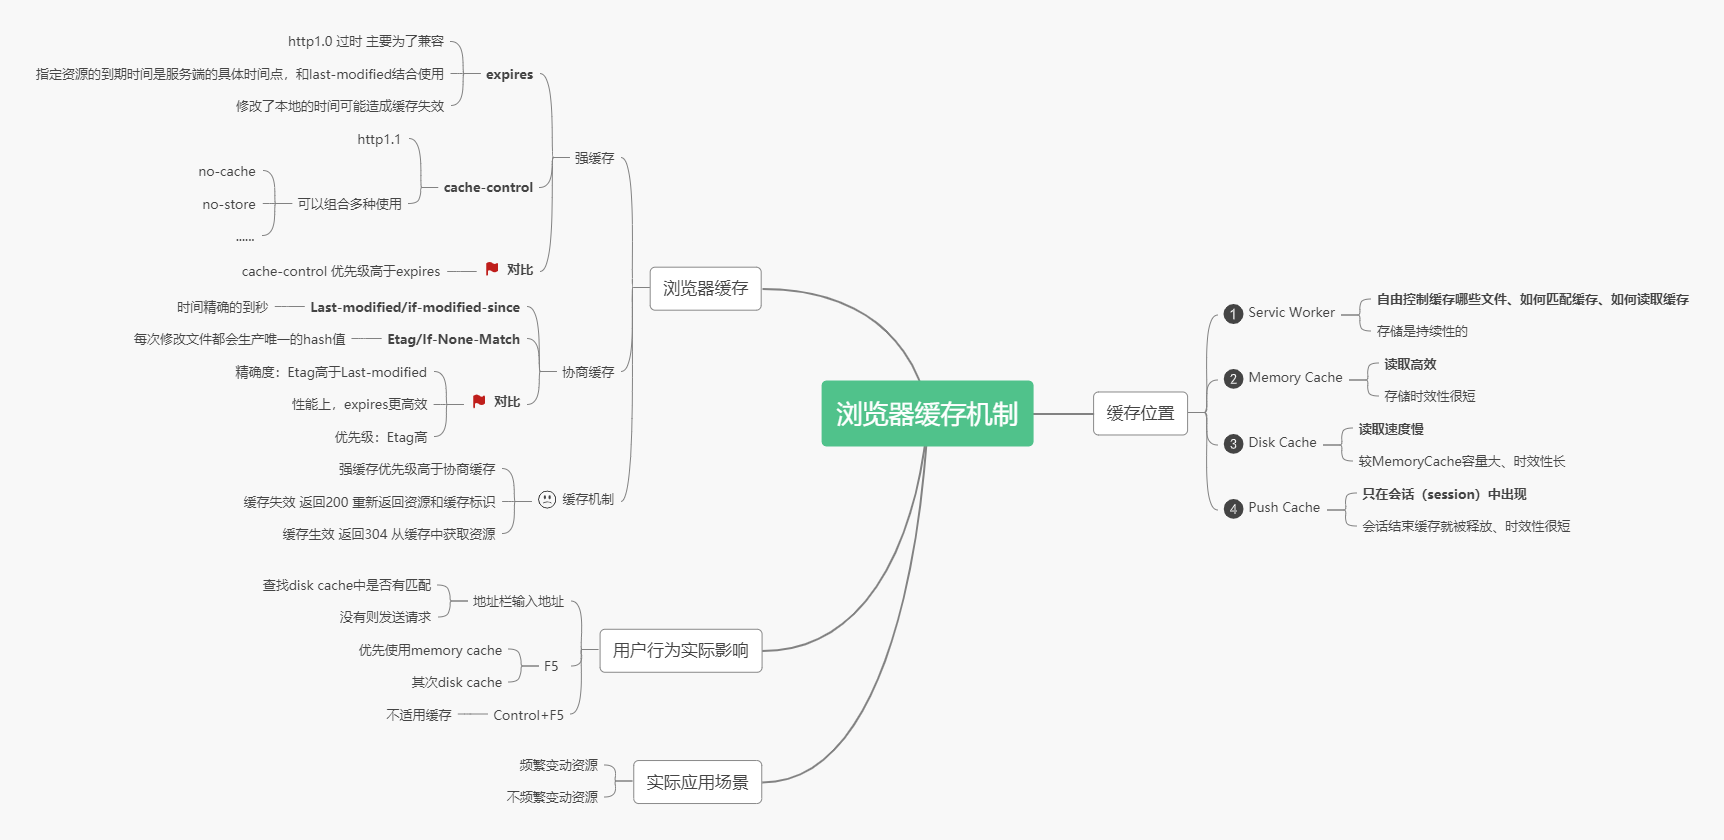 浏览器缓存机制
浏览器缓存
强缓存
expires
http1.0 过时 主要为了兼容
指定资源的到期时间是服务端的具体时间点，和last-modified结合使用
修改了本地的时间可能造成缓存失效
cache-control
http1.1
可以组合多种使用
no-cache
no-store
......
对比
cache-control 优先级高于expires
协商缓存
Last-modified/if-modified-since
时间精确的到秒
Etag/If-None-Match
每次修改文件都会生产唯一的hash值
对比
精确度：Etag高于Last-modified
性能上，expires更高效
优先级：Etag高
缓存机制
强缓存优先级高于协商缓存
缓存失效 返回200 重新返回资源和缓存标识
缓存生效 返回304 从缓存中获取资源
用户行为实际影响
地址栏输入地址
查找disk cache中是否有匹配
没有则发送请求
F5
优先使用memory cache
其次disk cache
Control+F5
不适用缓存
实际应用场景
频繁变动资源
不频繁变动资源
缓存位置
1 Servic Worker
自由控制缓存哪些文件、如何匹配缓存、如何读取缓存
存储是持续性的
2 Memory Cache
读取高效
存储时效性很短
3 Disk Cache
读取速度慢
较MemoryCache容量大、时效性长
4 Push Cache
只在会话（session）中出现
会话结束缓存就被释放、时效性很短